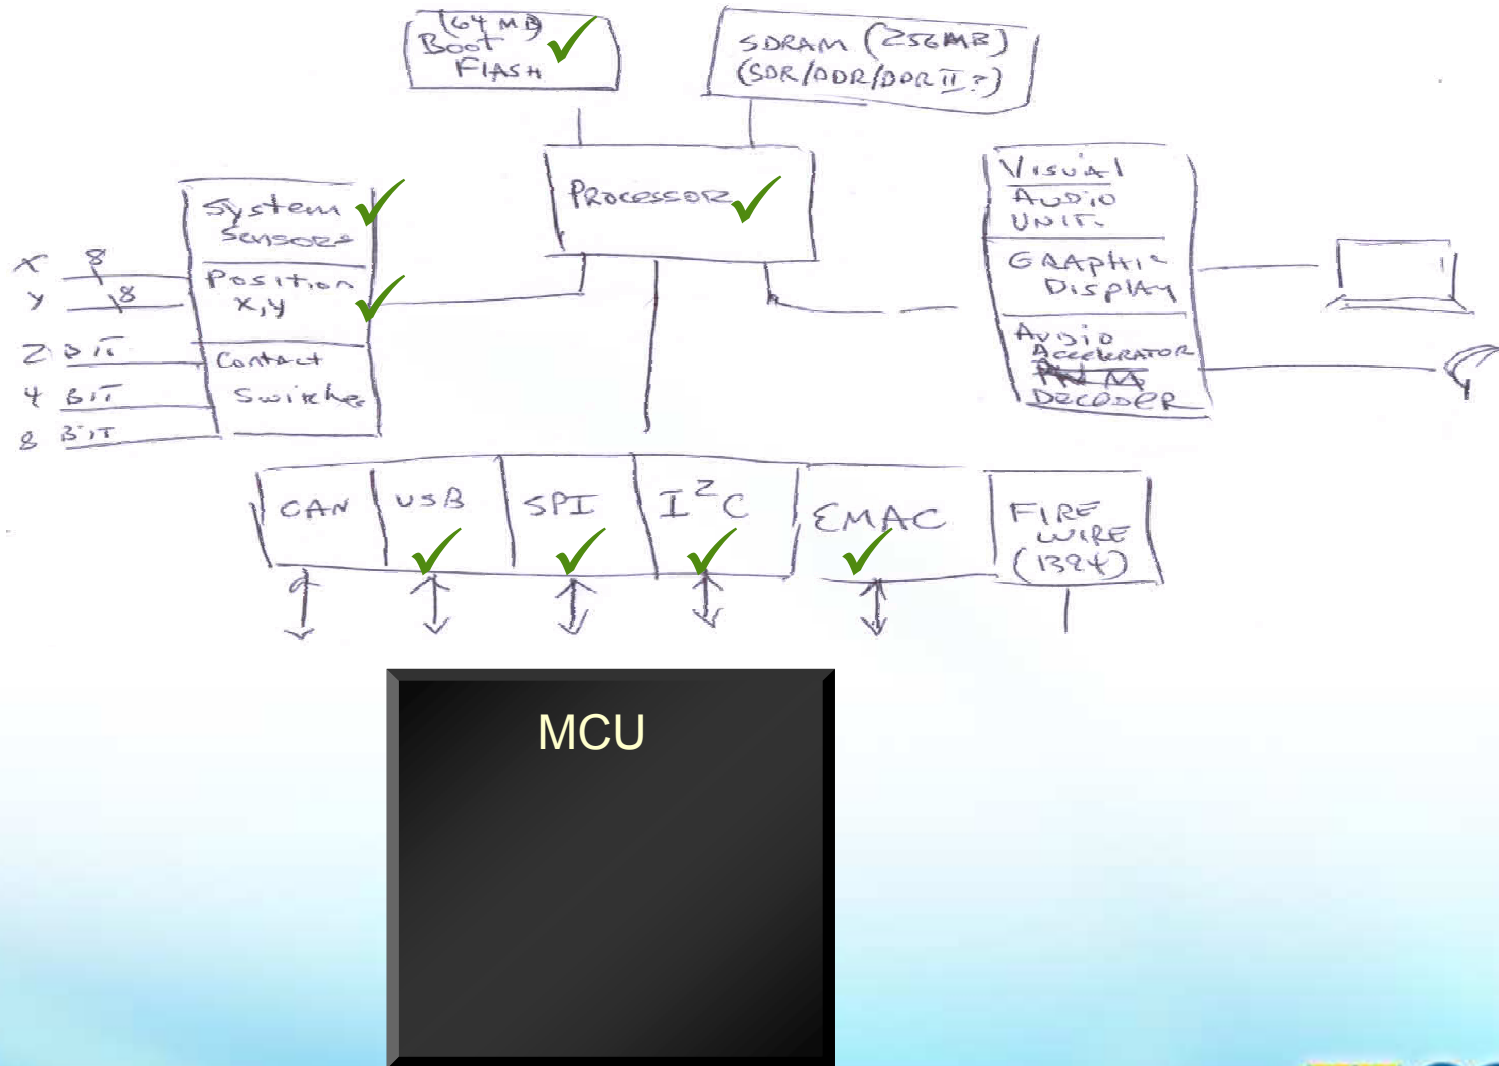 (64 MB)
Boot
FLASH
SDRAM (256MB)
(SDR/DDR/DDR II?)
PROCESSOR
System
Sensors
Position
x,y
Contact
Switches
x 8
y 8
2 BIT
4 BIT
8 BIT
Visual
AUDIO
UNIT.
GRAPHIC
DISPLAY
AUDIO
ACCELERATOR
DECODER
CAN
USB
SPI
I²C
EMAC
FIRE
WIRE
(1394)
MCU